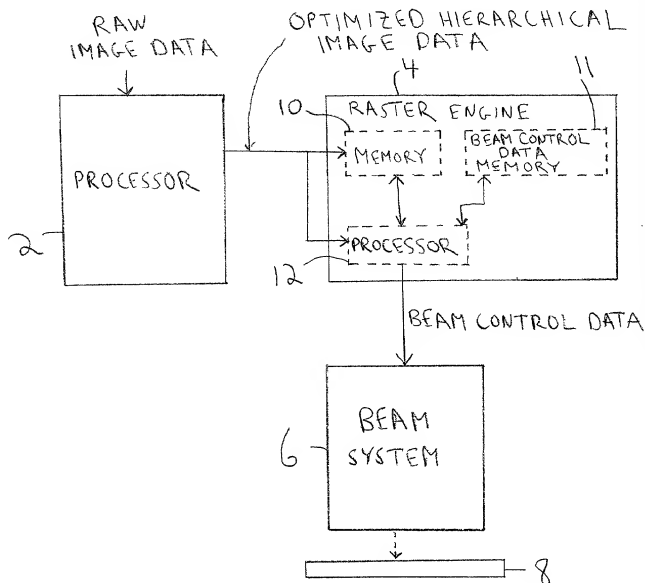 RAW
IMAGE DATA
OPTIMIZED HIERARCHICAL
IMAGE DATA
4
11
RASTER ENGINE
10
MEMORY
BEAM CONTROL
DATA
MEMORY
PROCESSOR
2
PROCESSOR
12
BEAM CONTROL DATA
BEAM
SYSTEM
6
8